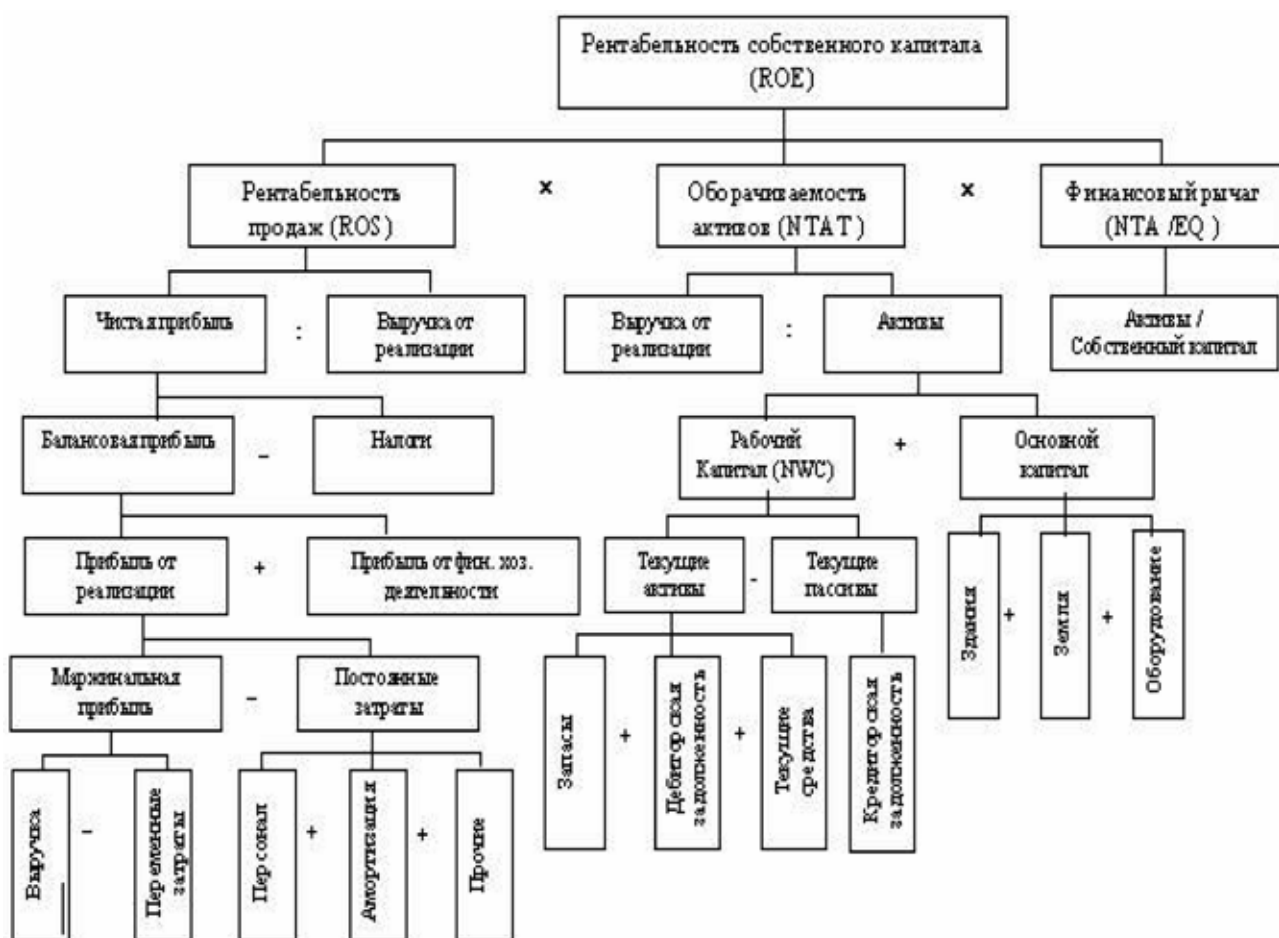 Рентабельность собственного капитала
(ROE)
Рентабельность
продаж (ROS)
×
Оборачиваемость
активов (NTAT)
×
Финансовый рычаг
(NTA /EQ )
Чистая прибыль
:
Выручка от
реализации
Выручка от
реализации
:
Активы
Активы /
Собственный капитал
Балансовая прибыль
–
Налоги
Рабочий
Капитал (NWC)
+
Основной
капитал
Прибыль от
реализации
+
Прибыль от фин. хоз.
деятельности
Текущие
активы
-
Текущие
пассивы
Здания
+
Земля
+
Оборудование
Маржинальная
прибыль
–
Постоянные
затраты
Запасы
+
Дебиторская
задолженность
+
Текущие
средства
Кредиторская
задолженность
Выручка
–
Переменные
затраты
Персонал
+
Амортизация
+
Прочие